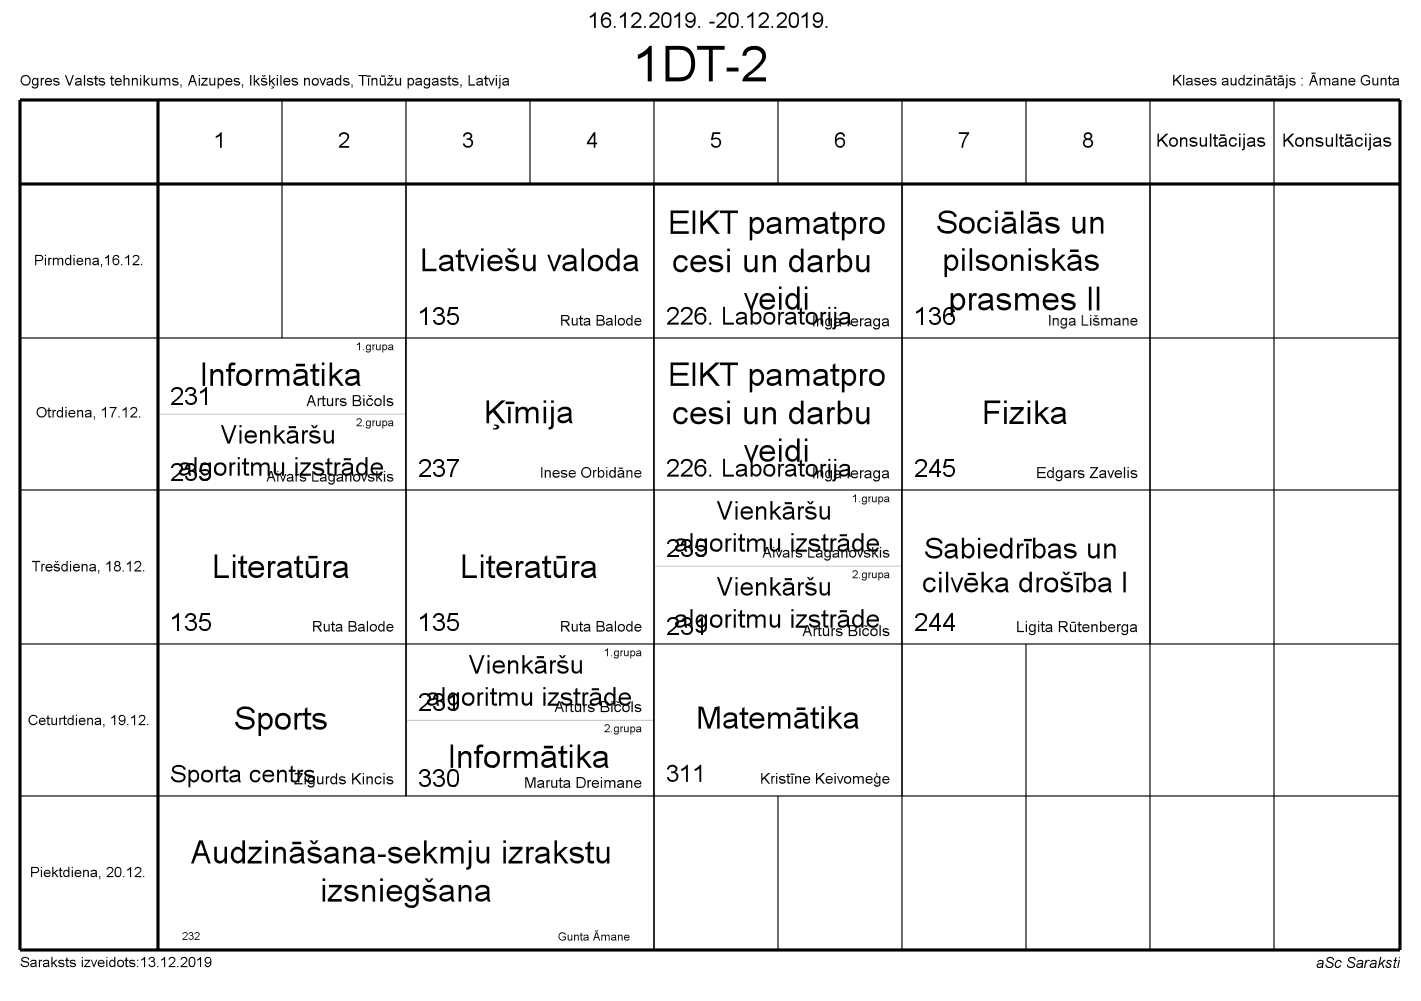 16.12.2019. -20.12.2019.
1DT-2
Ogres Valsts tehnikums, Aizupes, Ikšķiles novads, Tīnūžu pagasts, Latvija
Klases audzinātājs : Āmane Gunta
1 2 3 4 5 6 7 8 Konsultācijas Konsultācijas
Pirmdiena,16.12.
Latviešu valoda
135 Ruta Balode
EIKT pamatpro
cesi un darbu
veidi
226. Laboratorija Inga Ieraga
Sociālās un
pilsoniskās
prasmes II
136 Inga Lišmane
Otrdiena, 17.12.
1.grupa
Informātika
231 Arturs Bičols
2.grupa
Vienkāršu
algoritmu izstrāde
Aivars Laganovskis
Ķīmija
237 Inese Orbidāne
EIKT pamatpro
cesi un darbu
veidi
226. Laboratorija Inga Ieraga
Fizika
245 Edgars Zavelis
Trešdiena, 18.12.
Literatūra
135 Ruta Balode
Literatūra
135 Ruta Balode
1.grupa
Vienkāršu
algoritmu izstrāde
Aivars Laganovskis
2.grupa
Vienkāršu
algoritmu izstrāde
231 Arturs Bičols
Sabiedrības un
cilvēka drošība I
244 Ligita Rūtenberga
Ceturtdiena, 19.12.
Sports
Sporta centrs Zigurds Kincis
1.grupa
Vienkāršu
algoritmu izstrāde
231 Arturs Bičols
2.grupa
Informātika
330 Maruta Dreimane
Matemātika
311 Kristīne Keivomeģe
Piektdiena, 20.12.
Audzināšana-sekmju izrakstu
izsniegšana
232 Gunta Āmane
Saraksts izveidots:13.12.2019
aSc Saraksti